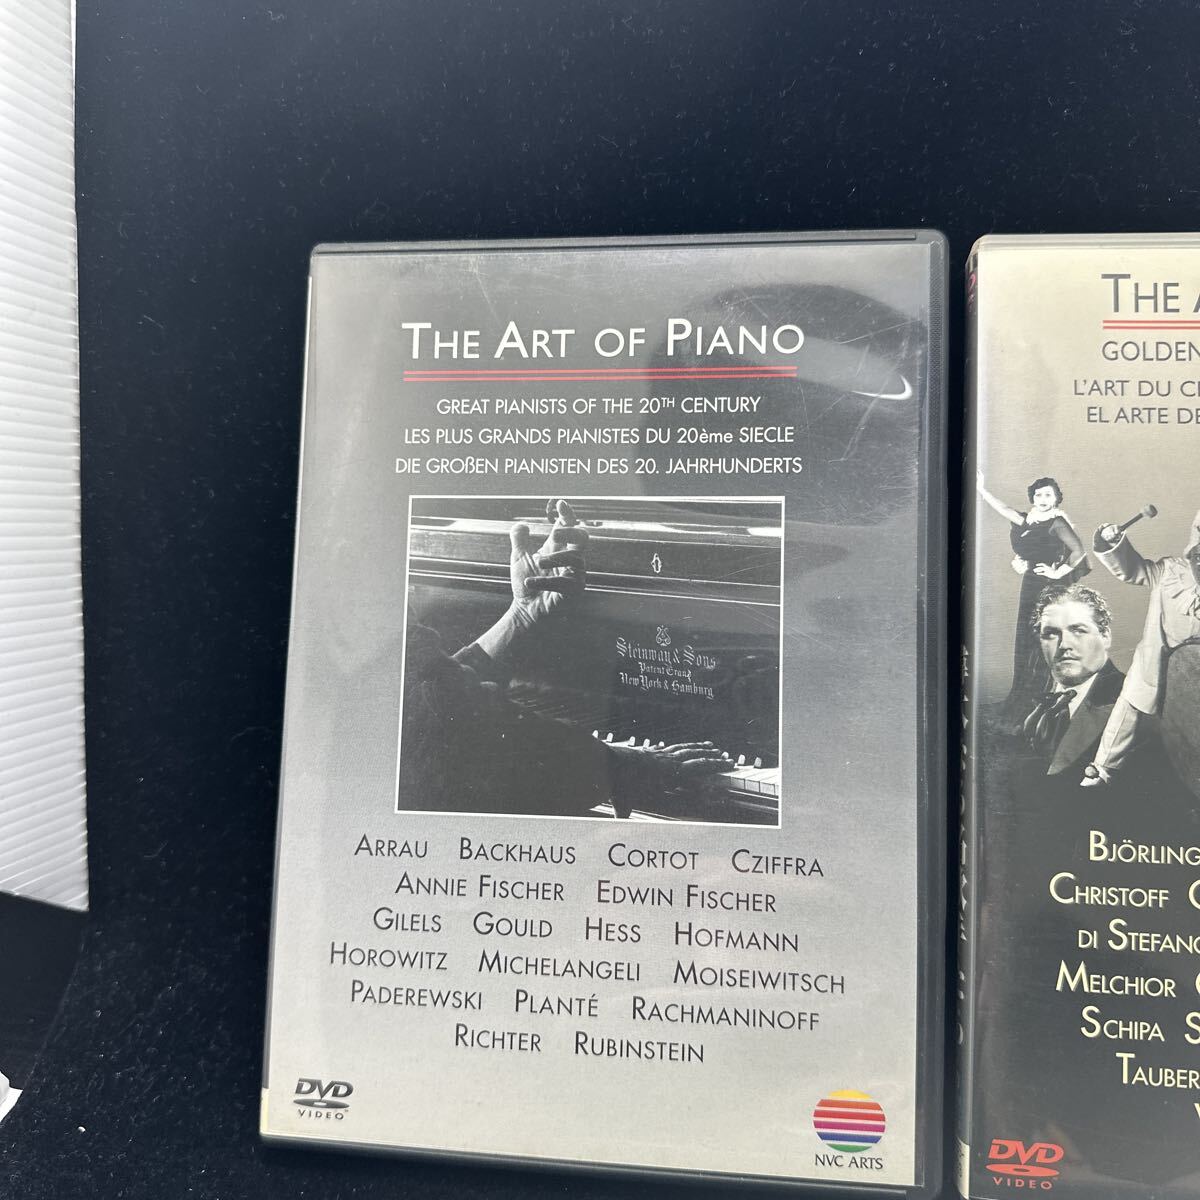 THE ART OF PIANO
GREAT PIANISTS OF THE 20TH CENTURY
LES PLUS GRANDS PIANISTES DU 20ème SIECLE
DIE GROßEN PIANISTEN DES 20. JAHRHUNDERTS
Steinway & Sons
Patent Grand
New York & Hamburg
ARRAU BACKHAUS CORTOT CZIFFRA
ANNIE FISCHER EDWIN FISCHER
GILELS GOULD HESS HOFMANN
HOROWITZ MICHELANGELI MOISEIWITSCH
PADEREWSKI PLANTÉ RACHMANINOFF
RICHTER RUBINSTEIN
DVD
VIDEO
NVC ARTS
THE
GOLDEN
L'ART DU
EL ARTE DE
BJÖRLING
CHRISTOFF
DI STEFANO
MELCHIOR
SCHIPA
TAUBER
DVD
VIDEO